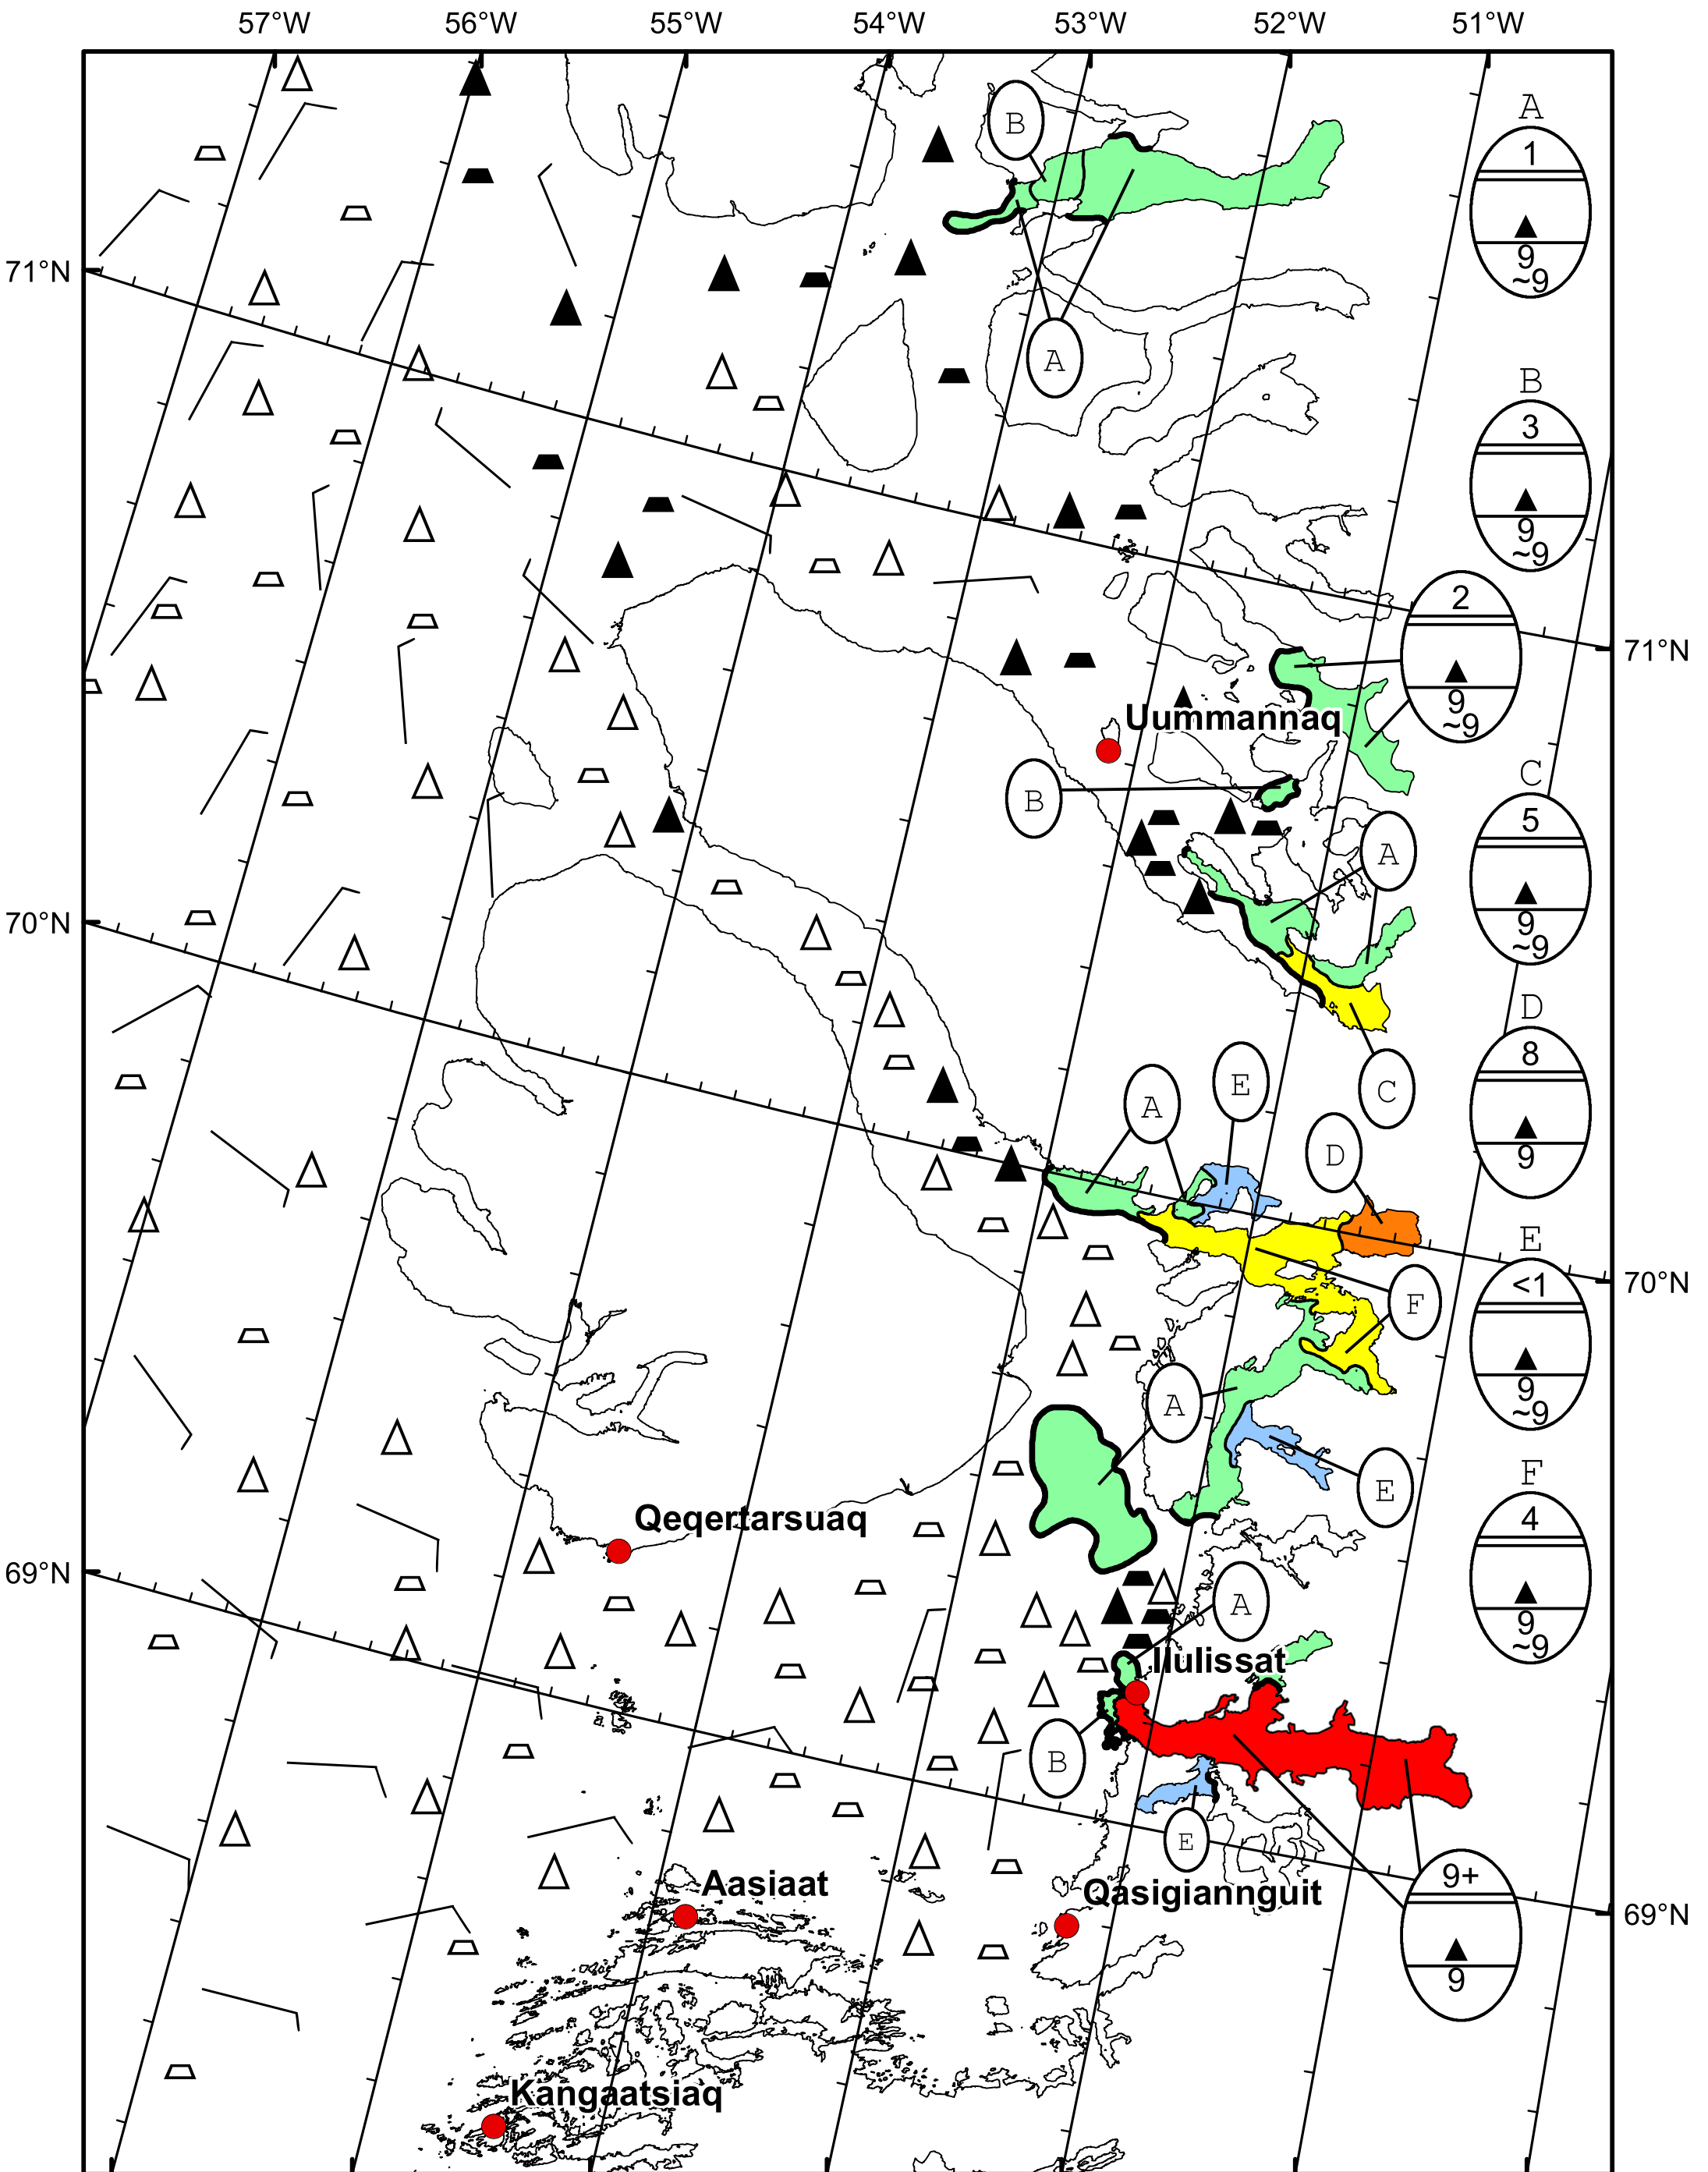 57°W 56°W 55°W 54°W 53°W 52°W 51°W
A
1
B
9
~9
71°N
A
B
3
9
~9
2
9
~9
71°N
Uummannaq
C
5
B
A
9
~9
70°N
D
8
E
A
C
D
9
E
<1
70°N
F
9
~9
A
F
4
E
Qeqertarsuaq
69°N
A
9
~9
Ilulissat
B
E
9+
Aasiaat
Qasigiannguit
69°N
9
Kangaatsiaq